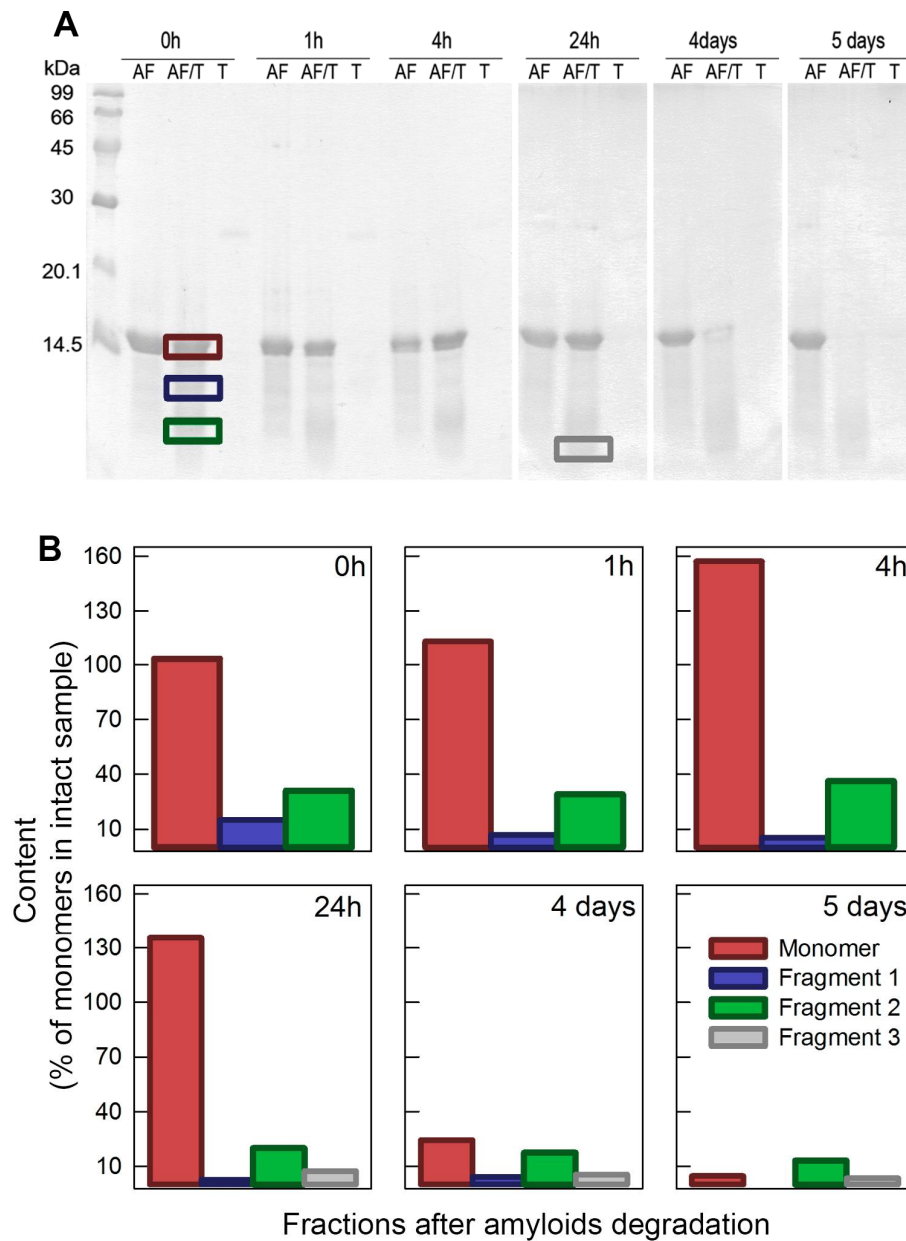 A
0h 1h 4h 24h 4days 5 days
kDa AF AF/T T AF AF/T T AF AF/T T AF AF/T T AF AF/T T AF AF/T T
99
66
45
30
20.1
14.5
B
Content
(% of monomers in intact sample)
160 0h 1h 4h
130
100
70
40
10
160 24h 4 days 5 days
130 Monomer
Fragment 1
100 Fragment 2
70 Fragment 3
40
10
Fractions after amyloids degradation